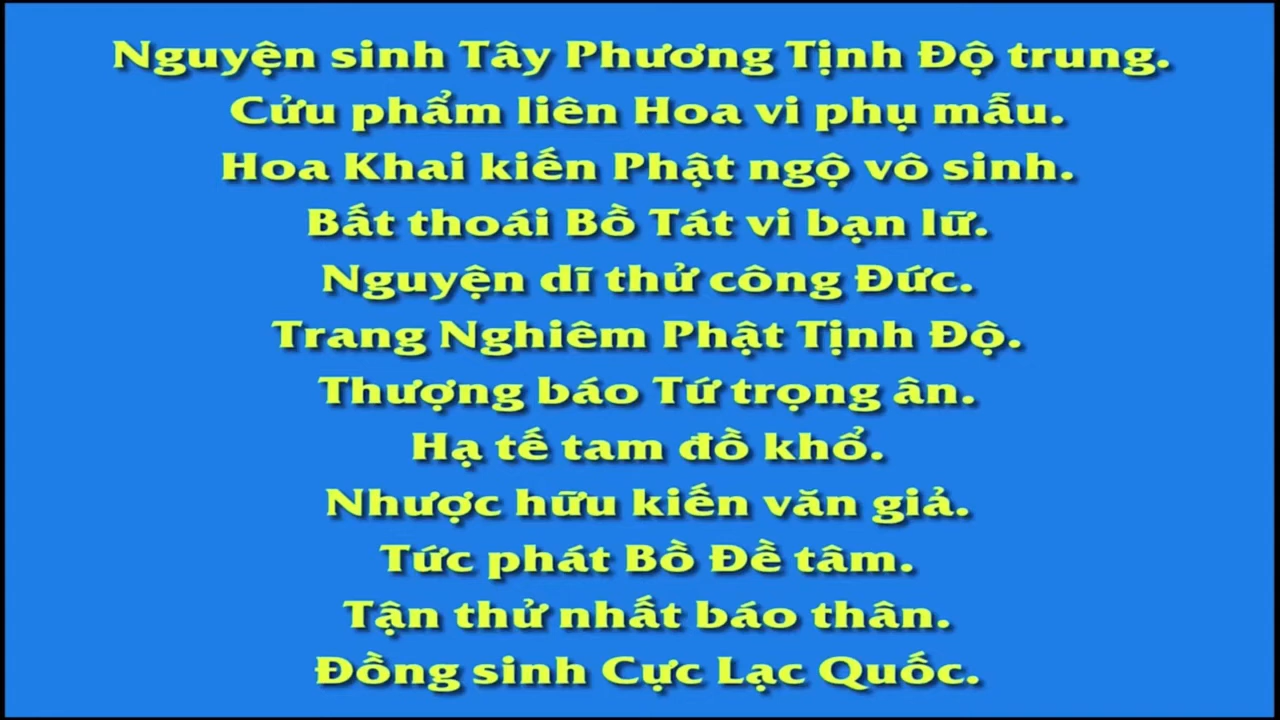 Nguyện sinh Tây Phương Tịnh Độ trung.
Cửu phẩm liên Hoa vi phụ mẫu.
Hoa Khai kiến Phật ngộ vô sinh.
Bất thoái Bồ Tát vi bạn lữ.
Nguyện dĩ thử công Đức.
Trang Nghiêm Phật Tịnh Độ.
Thượng báo Tứ trọng ân.
Hạ tế tam đồ khổ.
Nhược hữu kiến văn giả.
Tức phát Bồ Đề tâm.
Tận thử nhất báo thân.
Đồng sinh Cực Lạc Quốc.